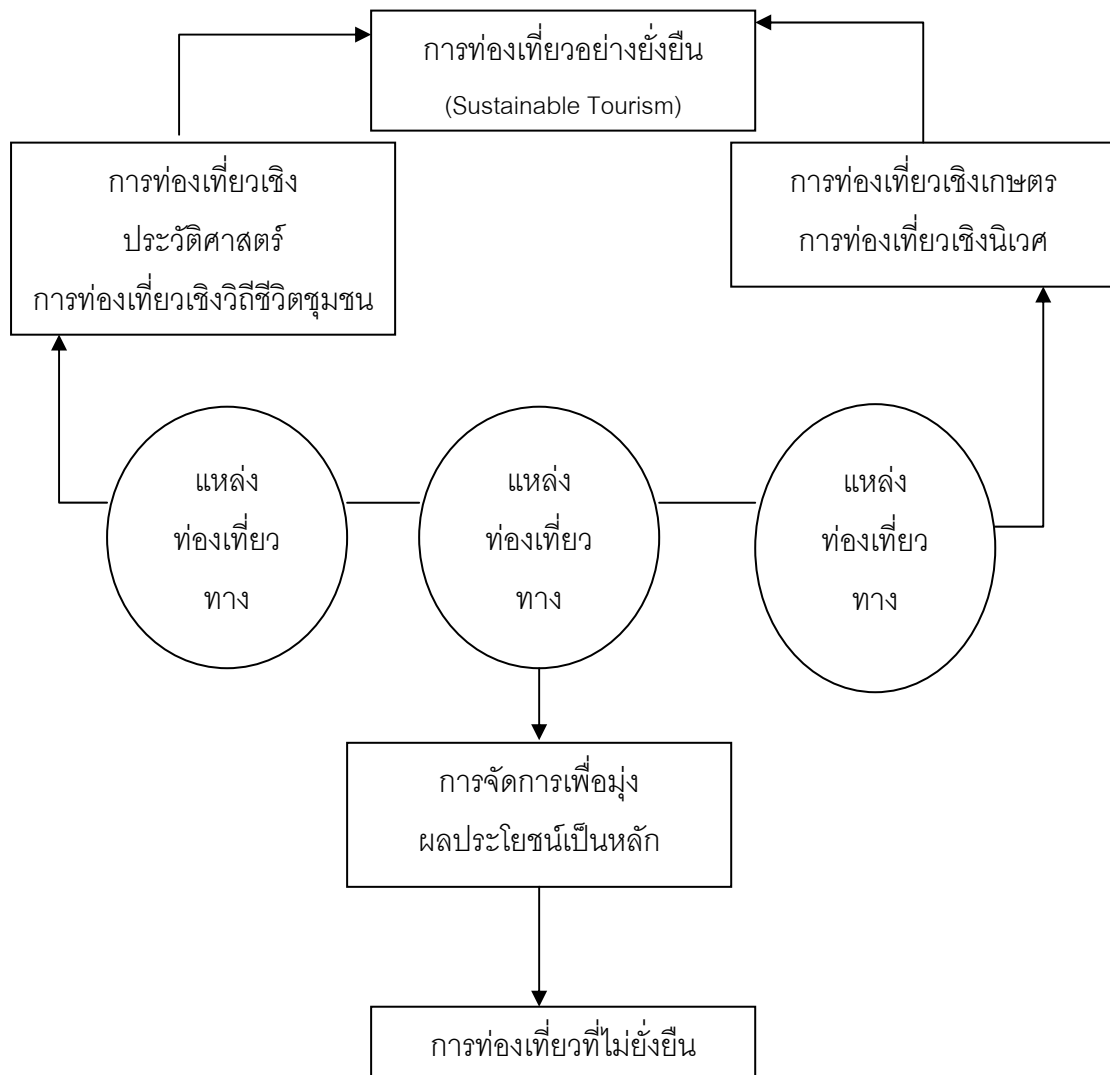 การท่องเที่ยวอย่างยั่งยืน
(Sustainable Tourism)
การท่องเที่ยวเชิง
ประวัติศาสตร์
การท่องเที่ยวเชิงวิถีชีวิตชุมชน
การท่องเที่ยวเชิงเกษตร
การท่องเที่ยวเชิงนิเวศ
แหล่ง
ท่องเที่ยว
ทาง
แหล่ง
ท่องเที่ยว
ทาง
แหล่ง
ท่องเที่ยว
ทาง
การจัดการเพื่อมุ่ง
ผลประโยชน์เป็นหลัก
การท่องเที่ยวที่ไม่ยั่งยืน